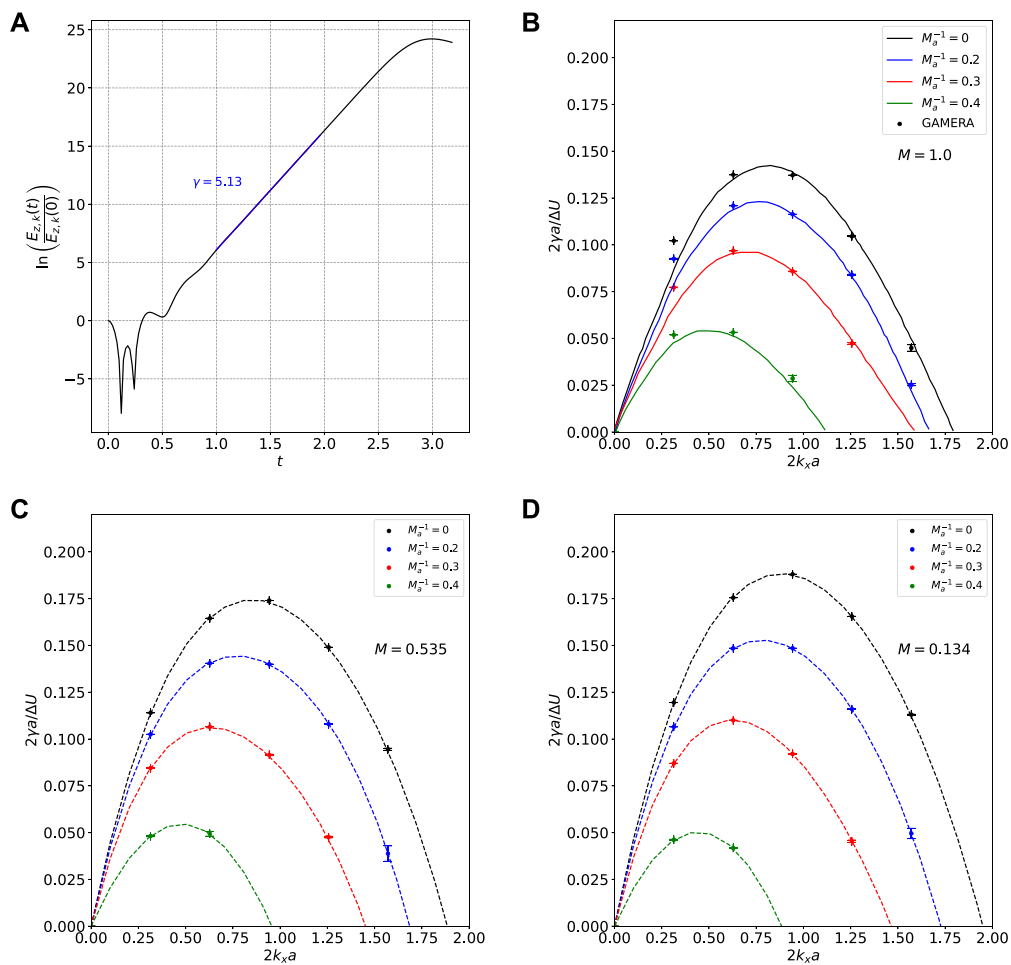 A
25
20
15
10
5
0
−5
ln(E_{z,k}(t)/E_{z,k}(0))
γ = 5.13
0.0 0.5 1.0 1.5 2.0 2.5 3.0
t
B
0.200
0.175
0.150
0.125
0.100
0.075
0.050
0.025
0.000
2γa/ΔU
M_a^{-1} = 0
M_a^{-1} = 0.2
M_a^{-1} = 0.3
M_a^{-1} = 0.4
GAMERA
M = 1.0
0.00 0.25 0.50 0.75 1.00 1.25 1.50 1.75 2.00
2k_xa
C
0.200
0.175
0.150
0.125
0.100
0.075
0.050
0.025
0.000
2γa/ΔU
M_a^{-1} = 0
M_a^{-1} = 0.2
M_a^{-1} = 0.3
M_a^{-1} = 0.4
M = 0.535
0.00 0.25 0.50 0.75 1.00 1.25 1.50 1.75 2.00
2k_xa
D
0.200
0.175
0.150
0.125
0.100
0.075
0.050
0.025
0.000
2γa/ΔU
M_a^{-1} = 0
M_a^{-1} = 0.2
M_a^{-1} = 0.3
M_a^{-1} = 0.4
M = 0.134
0.00 0.25 0.50 0.75 1.00 1.25 1.50 1.75 2.00
2k_xa